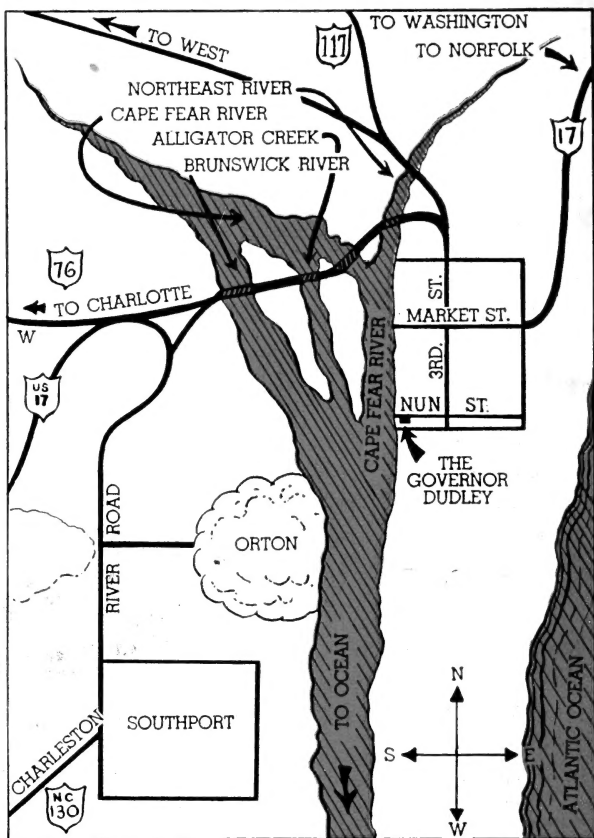 TO WASHINGTON
TO WEST
117
TO NORFOLK
NORTHEAST RIVER
17
CAPE FEAR RIVER
ALLIGATOR CREEK
BRUNSWICK RIVER
76
TO CHARLOTTE
W
ST.
MARKET ST.
3RD.
US
17
CAPE FEAR RIVER
NUN ST.
THE
GOVERNOR
DUDLEY
RIVER ROAD
ORTON
TO OCEAN
N
S
E
W
SOUTHPORT
CHARLESTON
NC
130
ATLANTIC OCEAN